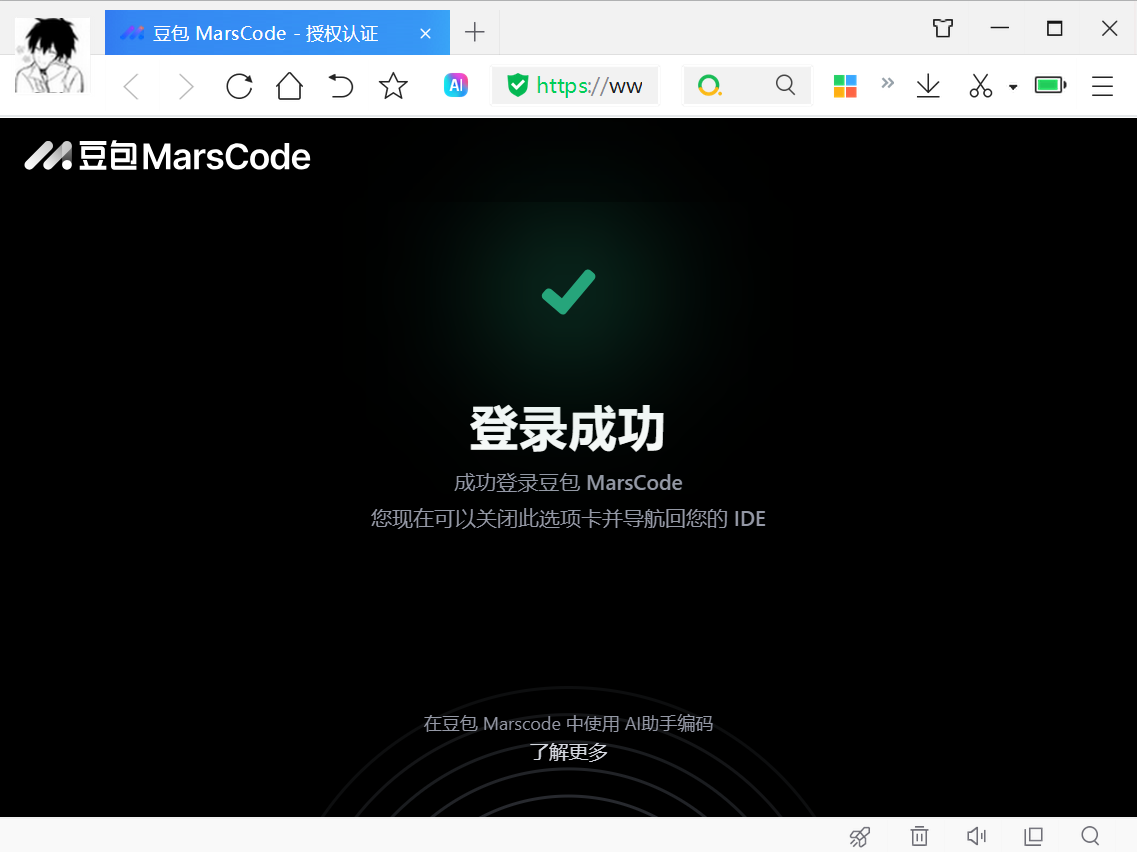 豆包 MarsCode - 授权认证
AI
https://ww
豆包MarsCode
登录成功
成功登录豆包 MarsCode
您现在可以关闭此选项卡并导航回您的 IDE
在豆包 Marscode 中使用 AI助手编码
了解更多